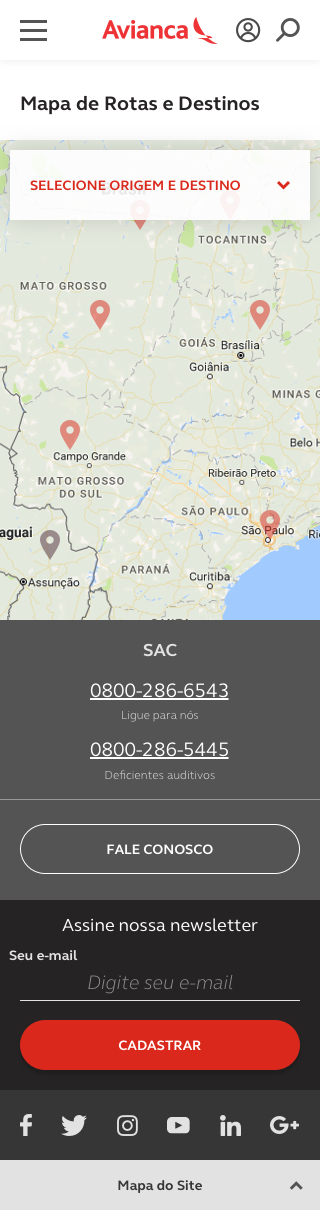 Avianca
Mapa de Rotas e Destinos
SELECIONE ORIGEM E DESTINO
Brasil
TOCANTINS
MATO GROSSO
GOIÁS
Brasília
Goiânia
MINAS G
Belo H
Campo Grande
Ribeirão Preto
MATO GROSSO
DO SUL
SÃO PAULO
São Paulo
Rio
aguai
PARANÁ
Assunção
Curitiba
SAC
0800-286-6543
Ligue para nós
0800-286-5445
Deficientes auditivos
FALE CONOSCO
Assine nossa newsletter
Seu e-mail
Digite seu e-mail
CADASTRAR
Mapa do Site